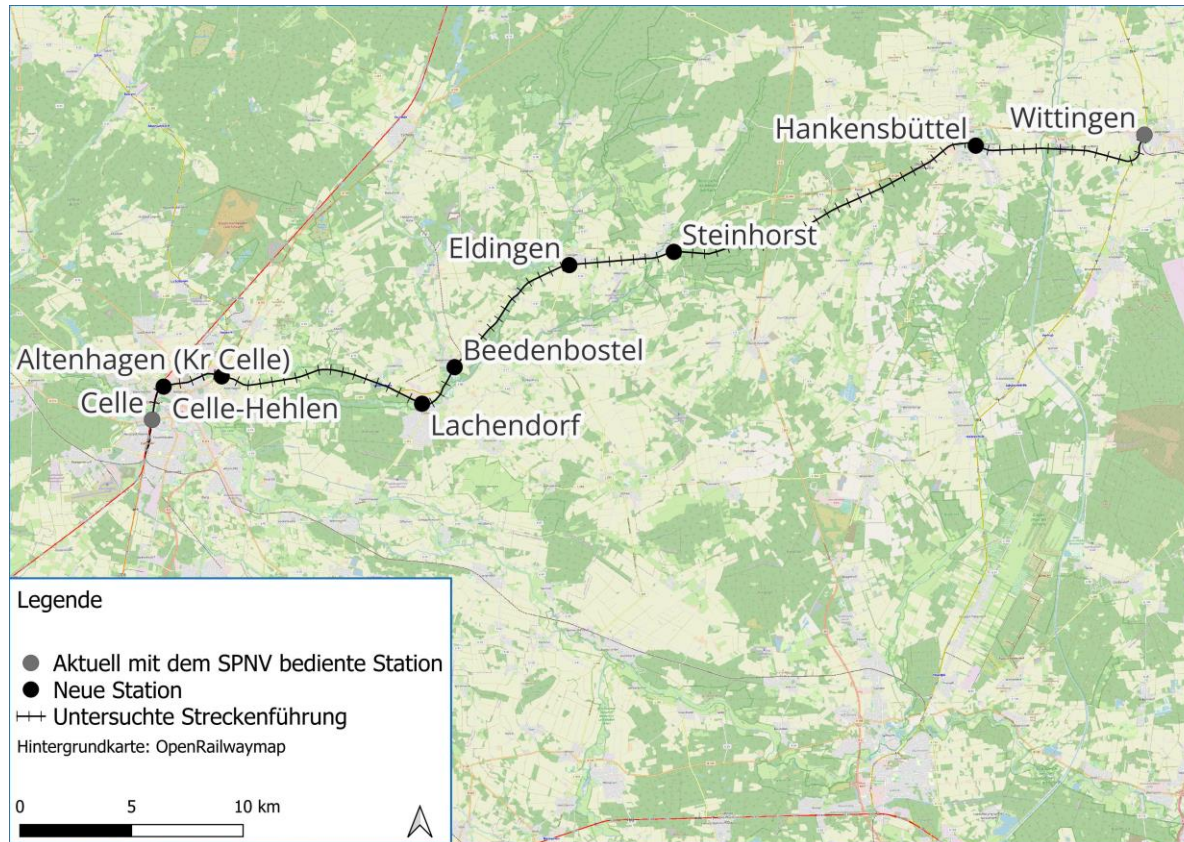 Wittingen
Hankensbüttel
Steinhorst
Eldingen
Beedenbostel
Altenhagen (Kr Celle)
Celle
Celle-Hehlen
Lachendorf
Legende
Aktuell mit dem SPNV bediente Station
Neue Station
Untersuchte Streckenführung
Hintergrundkarte: OpenRailwaymap
0 5 10 km